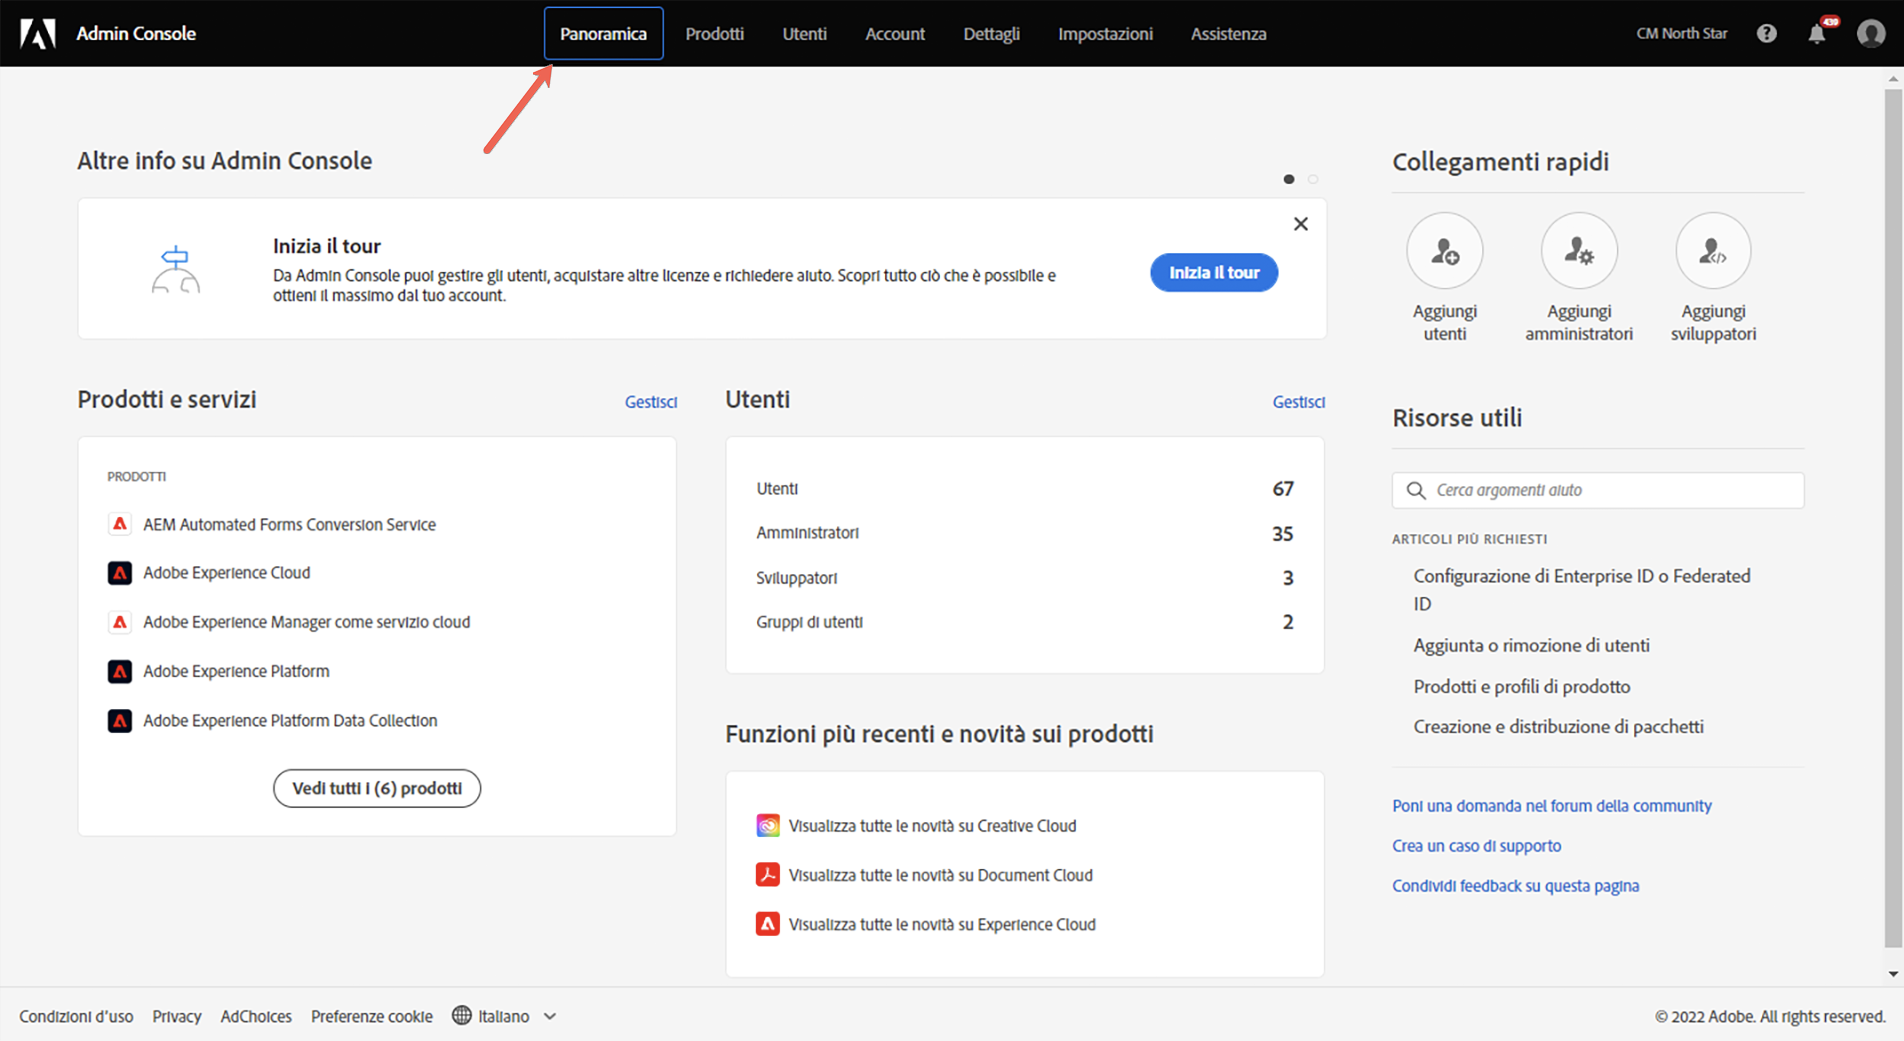 Admin Console
Panoramica
Prodotti
Utenti
Account
Dettagli
Impostazioni
Assistenza
CM North Star
439
Altre info su Admin Console
Inizia il tour
Da Admin Console puoi gestire gli utenti, acquistare altre licenze e richiedere aiuto. Scopri tutto ciò che è possibile e
ottieni il massimo dal tuo account.
Inizia il tour
Collegamenti rapidi
Aggiungi
utenti
Aggiungi
amministratori
Aggiungi
sviluppatori
Prodotti e servizi
Gestisci
PRODOTTI
AEM Automated Forms Conversion Service
Adobe Experience Cloud
Adobe Experience Manager come servizio cloud
Adobe Experience Platform
Adobe Experience Platform Data Collection
Vedi tutti i (6) prodotti
Utenti
Gestisci
Utenti 67
Amministratori 35
Sviluppatori 3
Gruppi di utenti 2
Funzioni più recenti e novità sui prodotti
Visualizza tutte le novità su Creative Cloud
Visualizza tutte le novità su Document Cloud
Visualizza tutte le novità su Experience Cloud
Risorse utili
Cerca argomenti aiuto
ARTICOLI PIÙ RICHIESTI
Configurazione di Enterprise ID o Federated
ID
Aggiunta o rimozione di utenti
Prodotti e profili di prodotto
Creazione e distribuzione di pacchetti
Poni una domanda nel forum della community
Crea un caso di supporto
Condividi feedback su questa pagina
Condizioni d'uso
Privacy
AdChoices
Preferenze cookie
Italiano
© 2022 Adobe. All rights reserved.